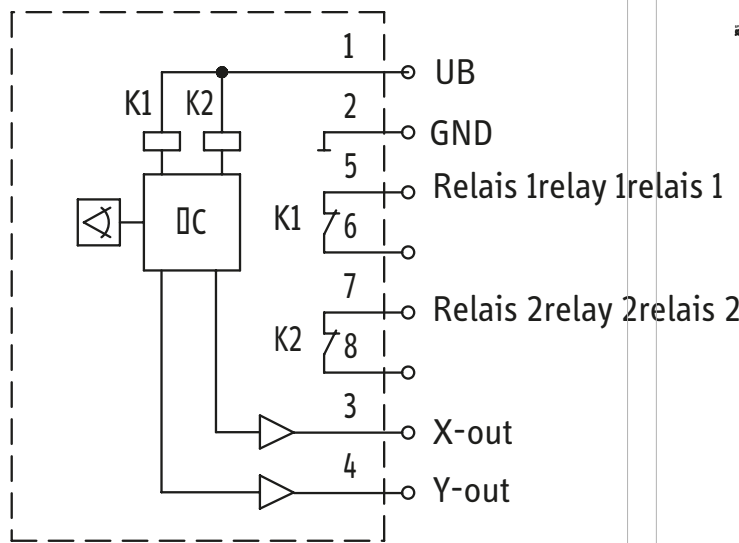 1 UB
K1 K2 2 GND
5 Relais 1relay 1relais 1
▯C K1 6
7 Relais 2relay 2relais 2
K2 8
3 X-out
4 Y-out